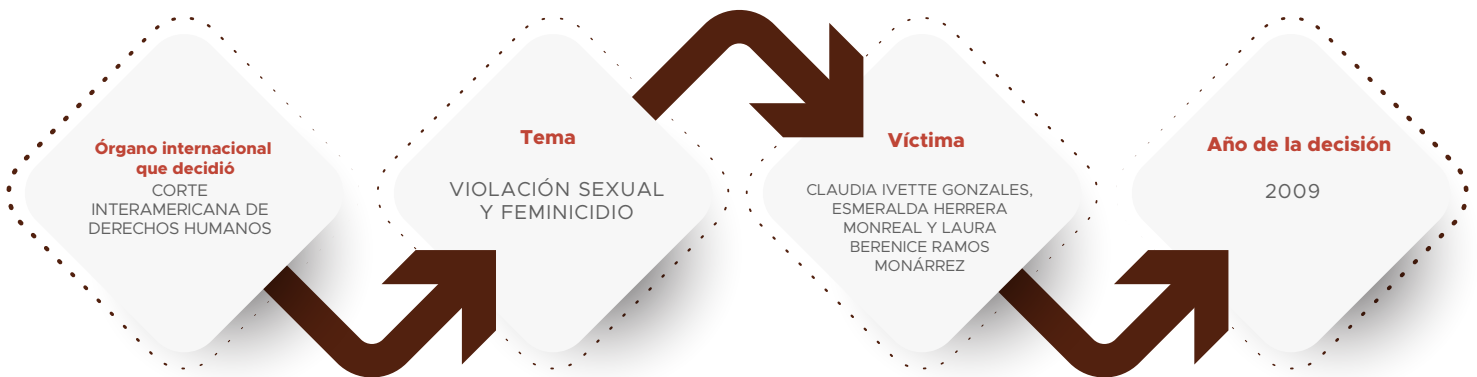 Órgano internacional
que decidió
CORTE
INTERAMERICANA DE
DERECHOS HUMANOS
Tema
VIOLACIÓN SEXUAL
Y FEMINICIDIO
Víctima
CLAUDIA IVETTE GONZALES,
ESMERALDA HERRERA
MONREAL Y LAURA
BERENICE RAMOS
MONÁRREZ
Año de la decisión
2009